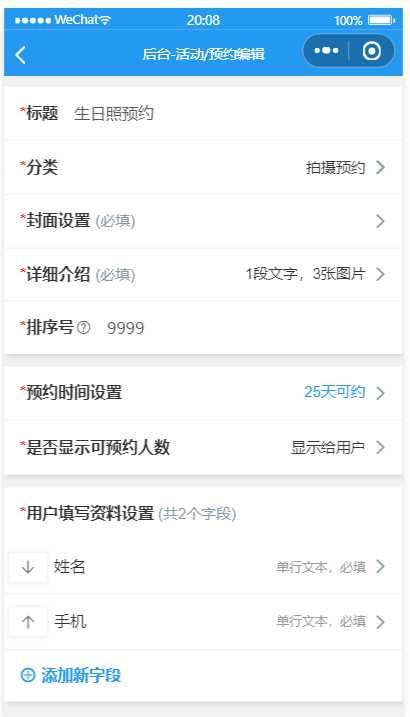 WeChat 20:08 100%
后台-活动/预约编辑
*标题 生日照预约
*分类 拍摄预约
*封面设置 (必填)
*详细介绍 (必填) 1段文字，3张图片
*排序号 9999
*预约时间设置 25天可约
*是否显示可预约人数 显示给用户
*用户填写资料设置 (共2个字段)
姓名 单行文本，必填
手机 单行文本，必填
添加新字段